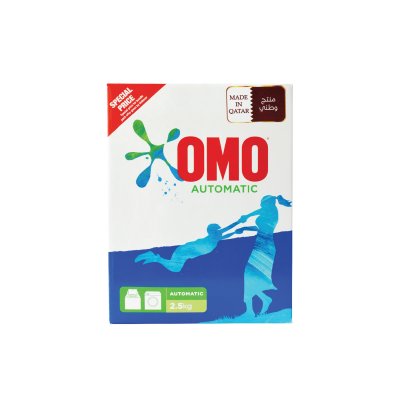 SPECIAL
PRICE
MADE
IN
QATAR
منتج
وطني
OMO
AUTOMATIC
AUTOMATIC
2.5kg